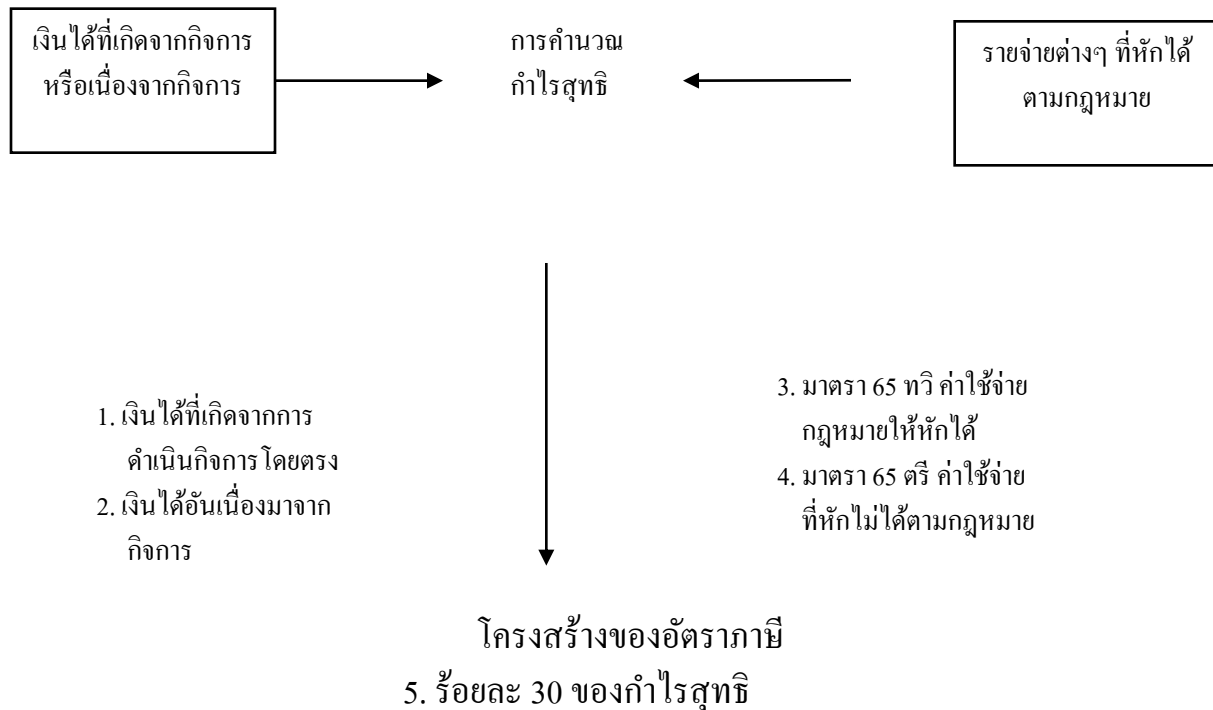 เงินได้ที่เกิดจากกิจการ
หรือเนื่องจากกิจการ
การคำนวณ
กำไรสุทธิ
รายจ่ายต่างๆ ที่หักได้
ตามกฎหมาย
1. เงินได้ที่เกิดจากการ
ดำเนินกิจการโดยตรง
2. เงินได้อันเนื่องมาจาก
กิจการ
3. มาตรา 65 ทวิ ค่าใช้จ่าย
กฎหมายให้หักได้
4. มาตรา 65 ตรี ค่าใช้จ่าย
ที่หักไม่ได้ตามกฎหมาย
โครงสร้างของอัตราภาษี
5. ร้อยละ 30 ของกำไรสุทธิ